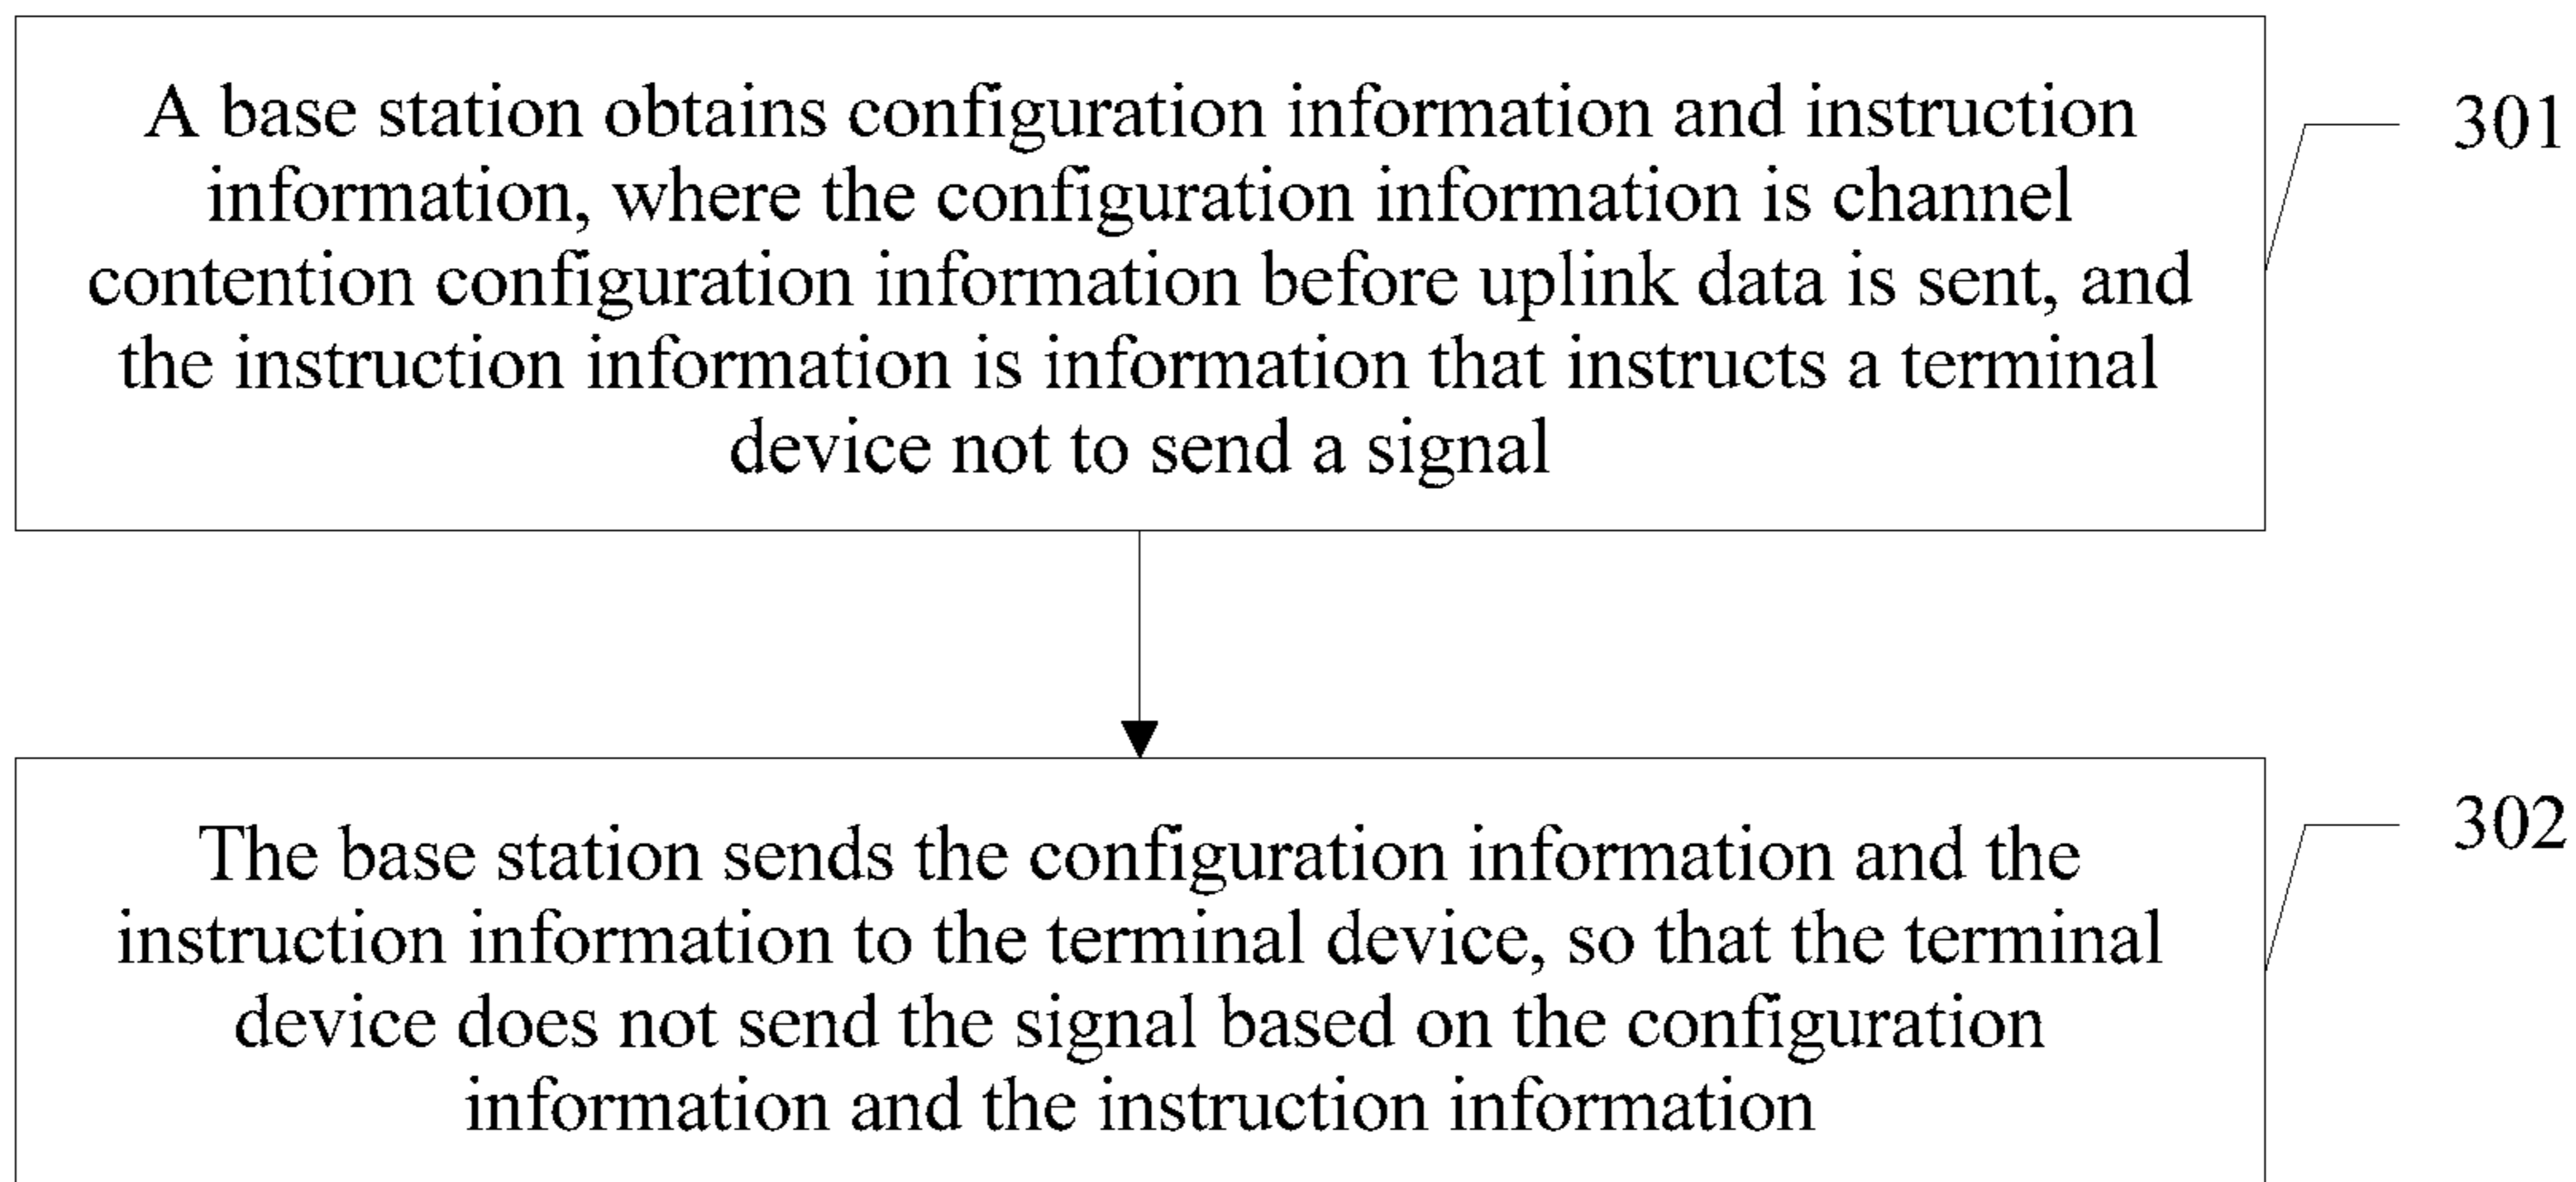 A base station obtains configuration information and instruction
information, where the configuration information is channel
contention configuration information before uplink data is sent, and
the instruction information is information that instructs a terminal
device not to send a signal
301
The base station sends the configuration information and the
instruction information to the terminal device, so that the terminal
device does not send the signal based on the configuration
information and the instruction information
302